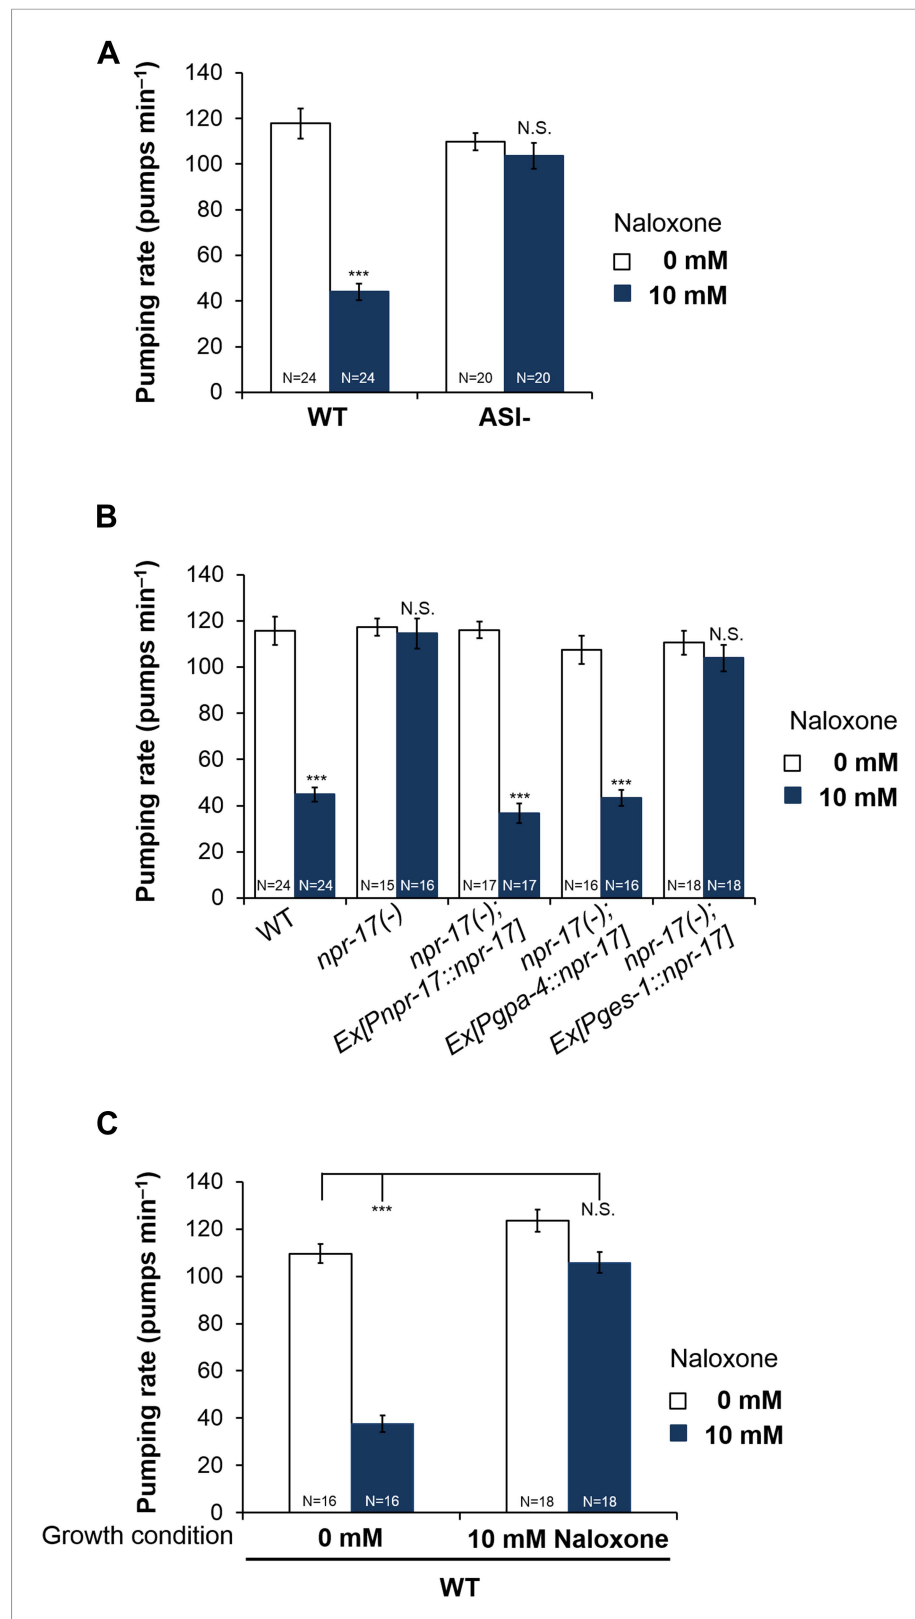 A
Pumping rate (pumps min⁻¹)
140
120
100
80
60
40
20
0
N.S.
***
N=24
N=24
N=20
N=20
WT
ASI-
Naloxone
0 mM
10 mM
B
Pumping rate (pumps min⁻¹)
140
120
100
80
60
40
20
0
***
N.S.
***
***
N.S.
N=24
N=24
N=15
N=16
N=17
N=17
N=16
N=16
N=18
N=18
WT
npr-17(-)
npr-17(-);
Ex[Pnpr-17::npr-17]
npr-17(-);
Ex[Pgpa-4::npr-17]
npr-17(-);
Ex[Pges-1::npr-17]
Naloxone
0 mM
10 mM
C
Pumping rate (pumps min⁻¹)
140
120
100
80
60
40
20
0
***
N.S.
N=16
N=16
N=18
N=18
Naloxone
0 mM
10 mM
Growth condition
0 mM
10 mM Naloxone
WT